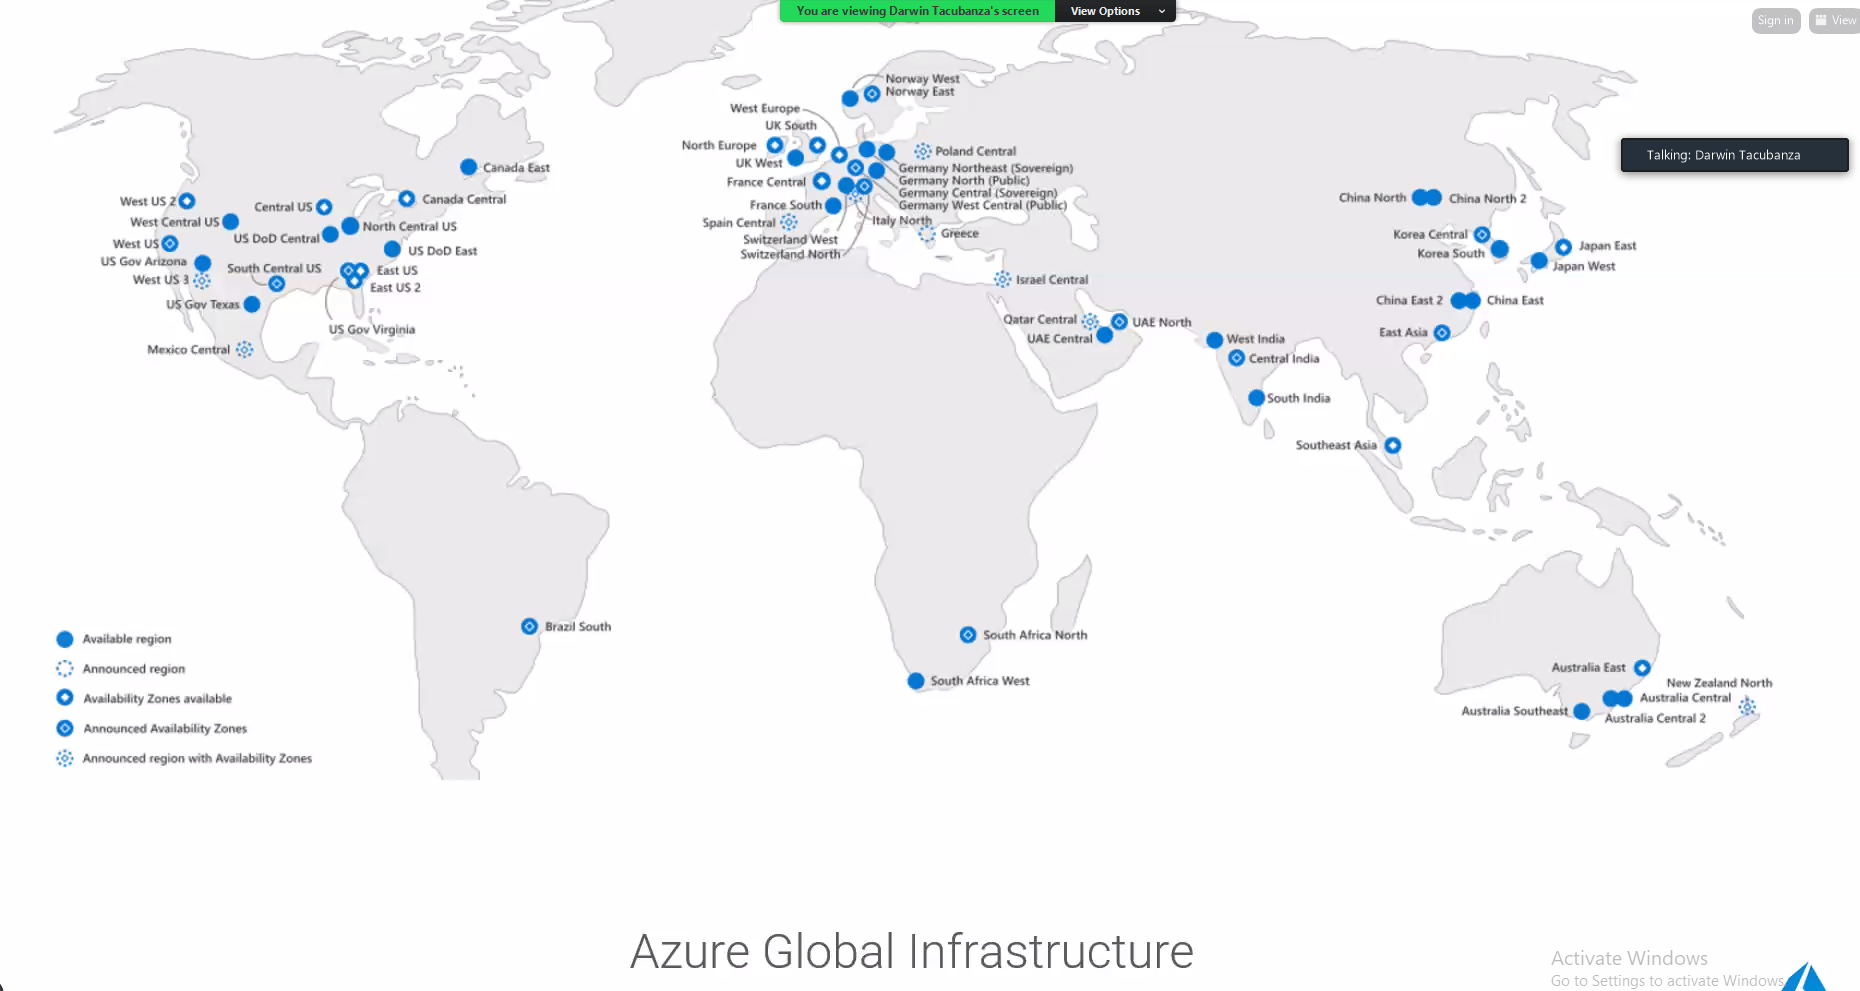 You are viewing Darwin Tacubanza's screen
View Options
Sign in
View
Talking: Darwin Tacubanza
Norway West
Norway East
West Europe
UK South
North Europe
UK West
Poland Central
Germany Northeast (Sovereign)
Germany North (Public)
Germany Central (Sovereign)
Germany West Central (Public)
France Central
France South
Spain Central
Italy North
Greece
Switzerland West
Switzerland North
Canada East
West US 2
Central US
Canada Central
West Central US
North Central US
US DoD Central
West US
US DoD East
US Gov Arizona
South Central US
East US
West US 3
East US 2
US Gov Texas
US Gov Virginia
Mexico Central
Israel Central
Qatar Central
UAE North
UAE Central
West India
Central India
South India
China North
China North 2
Korea Central
Korea South
Japan East
Japan West
China East 2
China East
East Asia
Southeast Asia
Brazil South
South Africa North
South Africa West
Australia East
New Zealand North
Australia Central
Australia Southeast
Australia Central 2
Available region
Announced region
Availability Zones available
Announced Availability Zones
Announced region with Availability Zones
Azure Global Infrastructure
Activate Windows
Go to Settings to activate Windows